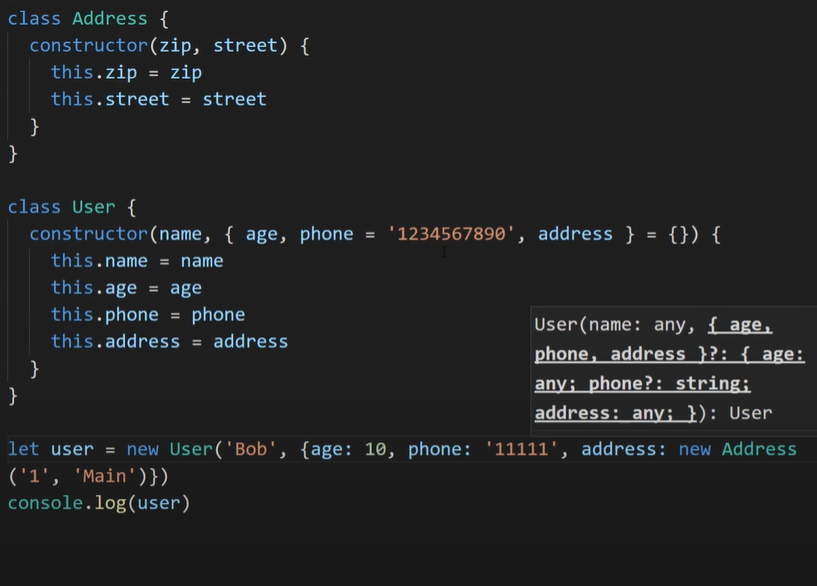 class Address {
  constructor(zip, street) {
    this.zip = zip
    this.street = street
  }
}
class User {
  constructor(name, { age, phone = '1234567890', address } = {}) {
    this.name = name
    this.age = age
    this.phone = phone
    this.address = address
  }
}
User(name: any, { age,
phone, address }?: { age:
any; phone?: string;
address: any; }): User
let user = new User('Bob', {age: 10, phone: '11111', address: new Address
('1', 'Main')})
console.log(user)